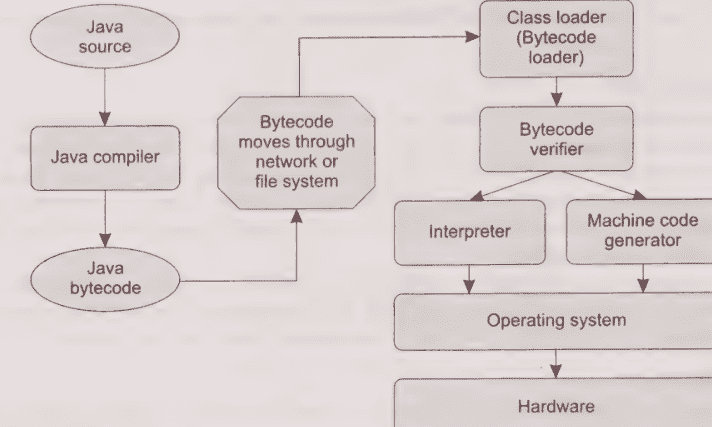 Java
source
Java compiler
Java
bytecode
Bytecode
moves through
network or
file system
Class loader
(Bytecode
loader)
Bytecode
verifier
Interpreter
Machine code
generator
Operating system
Hardware